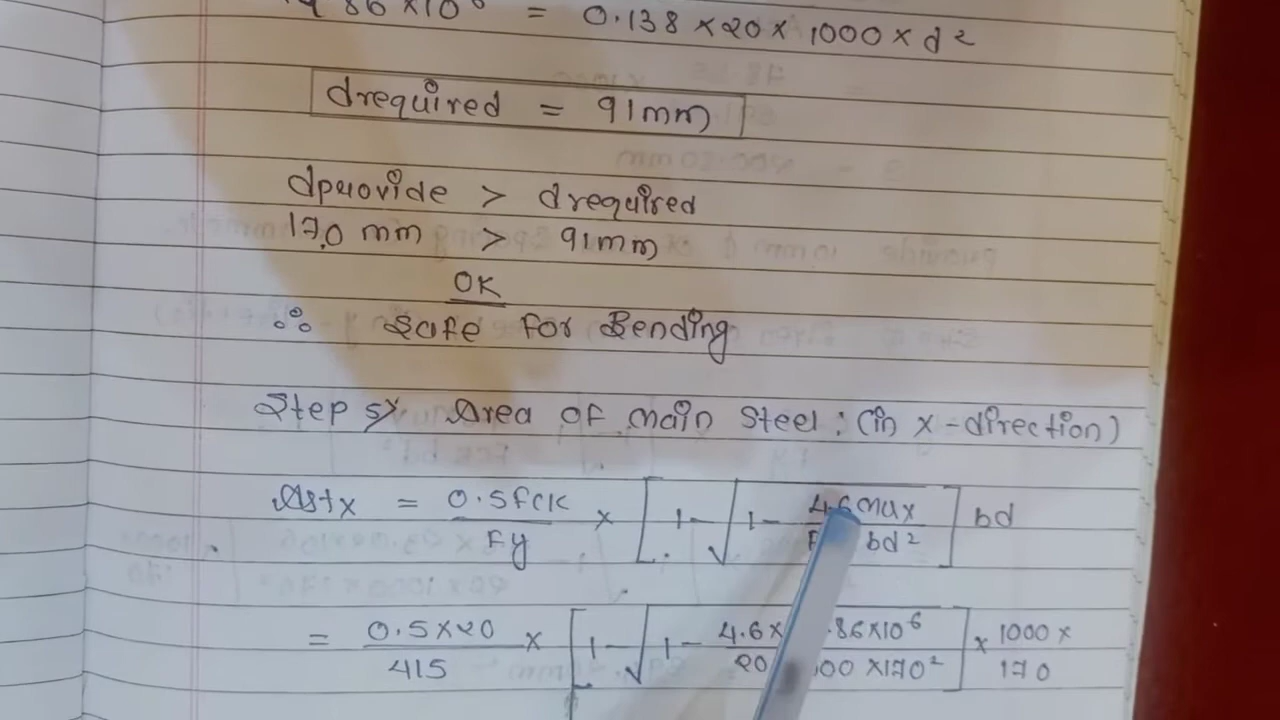 86×10⁶ = 0.138 × 20 × 1000 × d²
drequired = 91mm
dprovide > drequired
170 mm > 91mm
OK
∴ Safe For Bending
Step 5) Area of main steel: (in x-direction)
Astx = 0.5fck / Fy × [1-√1- 4.6Mux / bd²] bd
= 0.5×20 / 415 × [1-√1- 4.6× .86×10⁶ / 20 ×170²] × 1000 × 170